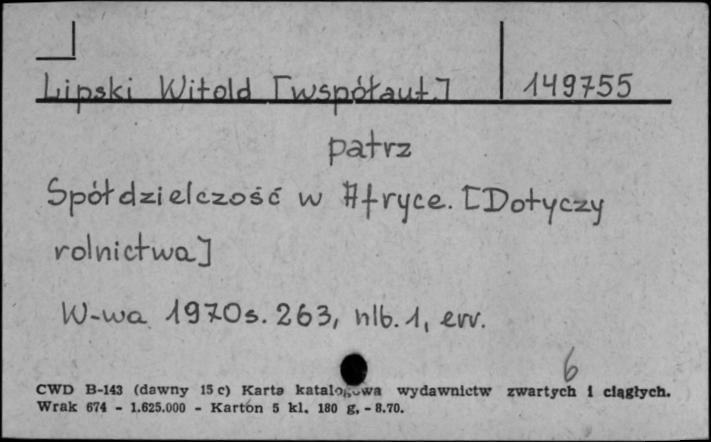 Lipski Witold [współaut.] 149755
patrz
Spółdzielczość w Afryce. [Dotyczy
rolnictwa]
W-wa 1970 s. 263, nlb. 1, err.
6
CWD B-143 (dawny 15 c) Karta katalogowa wydawnictw zwartych i ciągłych.
Wrak 674 - 1.625.000 - Karton 5 kl. 180 g. - 8.70.